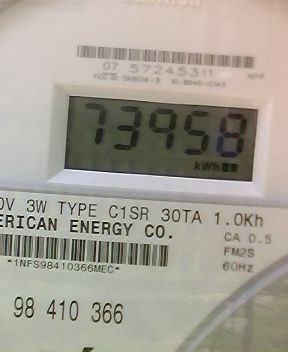 07 57245311
73958
kWh
0V 3W TYPE C1SR 30TA 1.0Kh
ERICAN ENERGY CO.
CA 0.5
FM2S
*1NFS98410366MEC*
60Hz
98 410 366